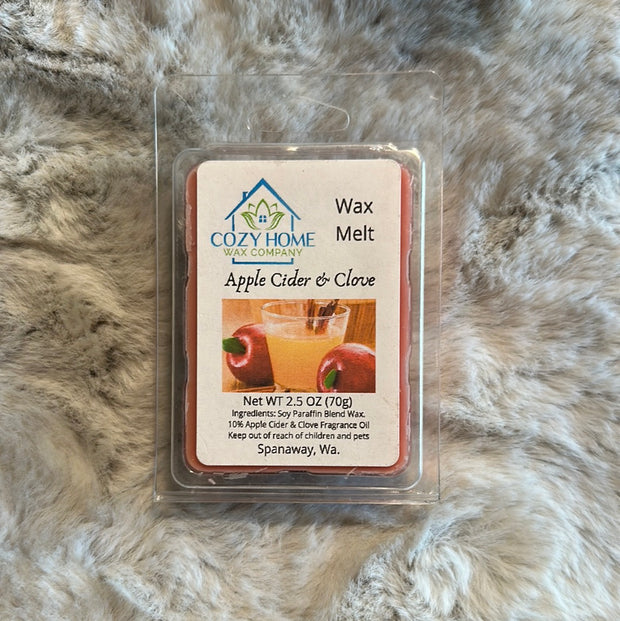 Wax
Melt
COZY HOME
WAX COMPANY
Apple Cider & Clove
Net WT 2.5 OZ (70g)
Ingredients: Soy Paraffin Blend Wax.
10% Apple Cider & Clove Fragrance Oil
Keep out of reach of children and pets
Spanaway, Wa.